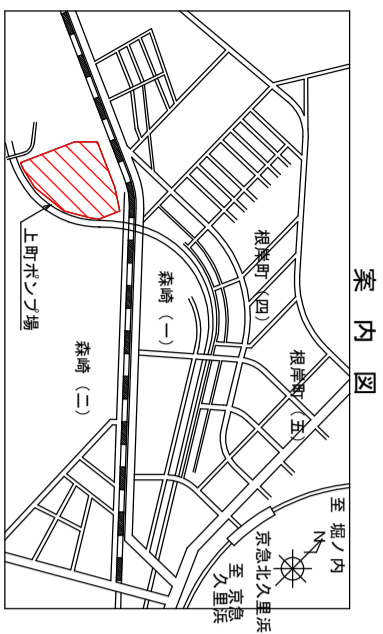 案内図
至 堀ノ内
N
京急北久里浜
至 京急
久里浜
根岸町(五)
根岸町(四)
森崎(一)
森崎(二)
上町ポンプ場